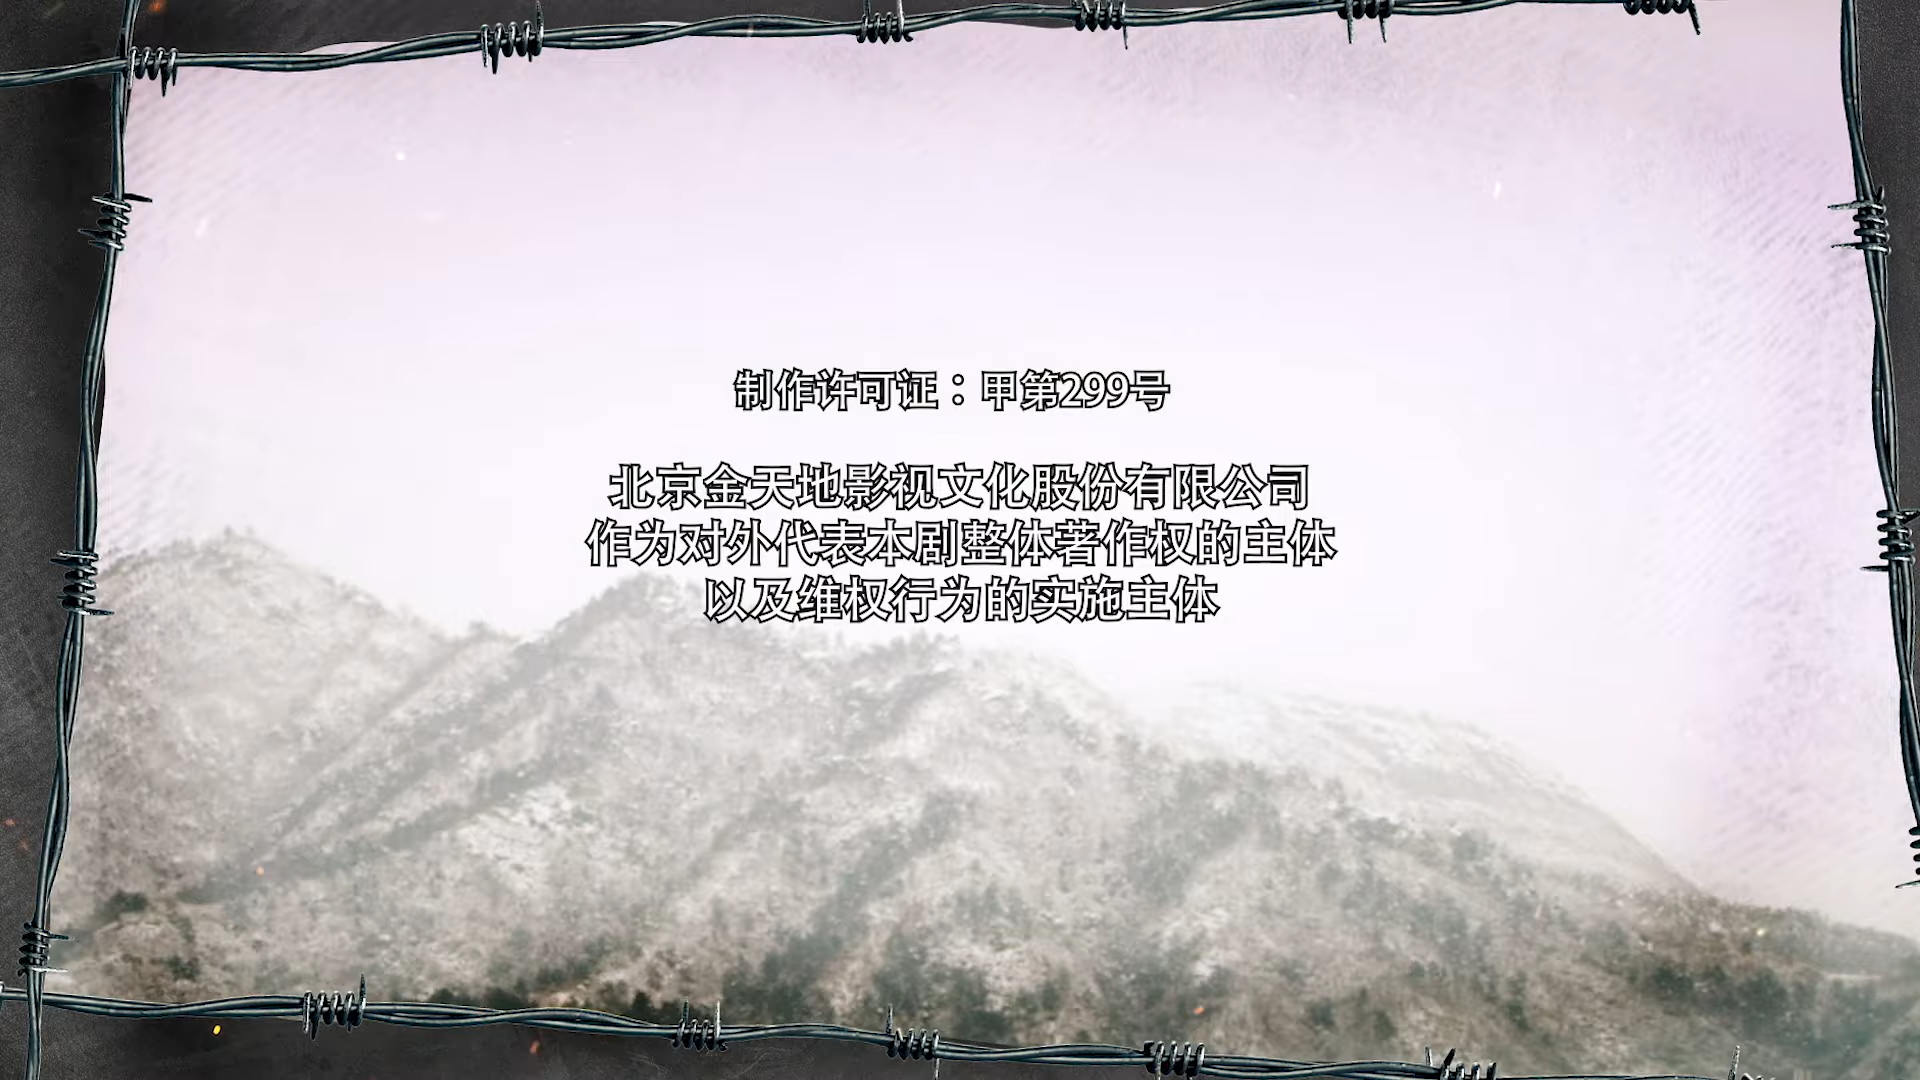 制作许可证：甲第299号
北京金天地影视文化股份有限公司
作为对外代表本剧整体著作权的主体
以及维权行为的实施主体